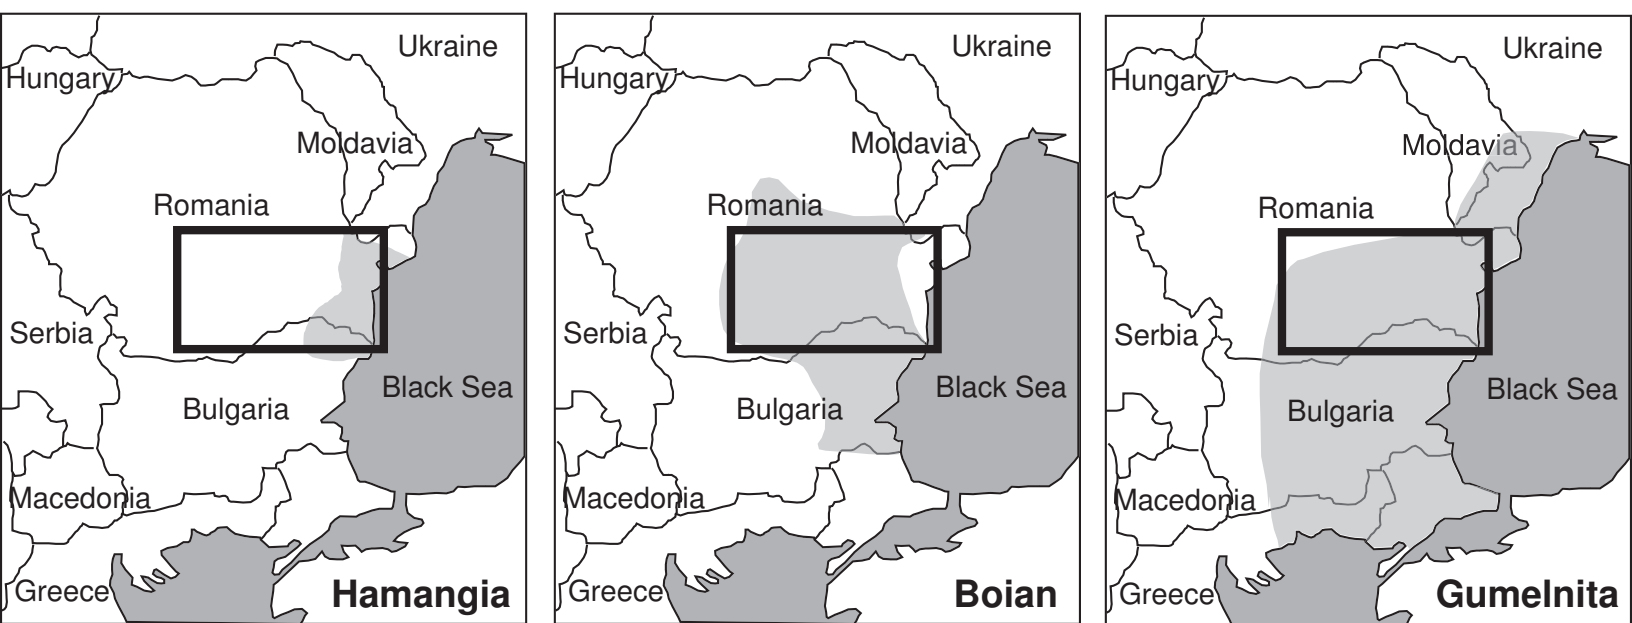 Ukraine
Hungary
Moldavia
Romania
Serbia
Black Sea
Bulgaria
Macedonia
Greece
Hamangia
Ukraine
Hungary
Moldavia
Romania
Serbia
Black Sea
Bulgaria
Macedonia
Greece
Boian
Ukraine
Hungary
Moldavia
Romania
Serbia
Black Sea
Bulgaria
Macedonia
Greece
Gumelnita